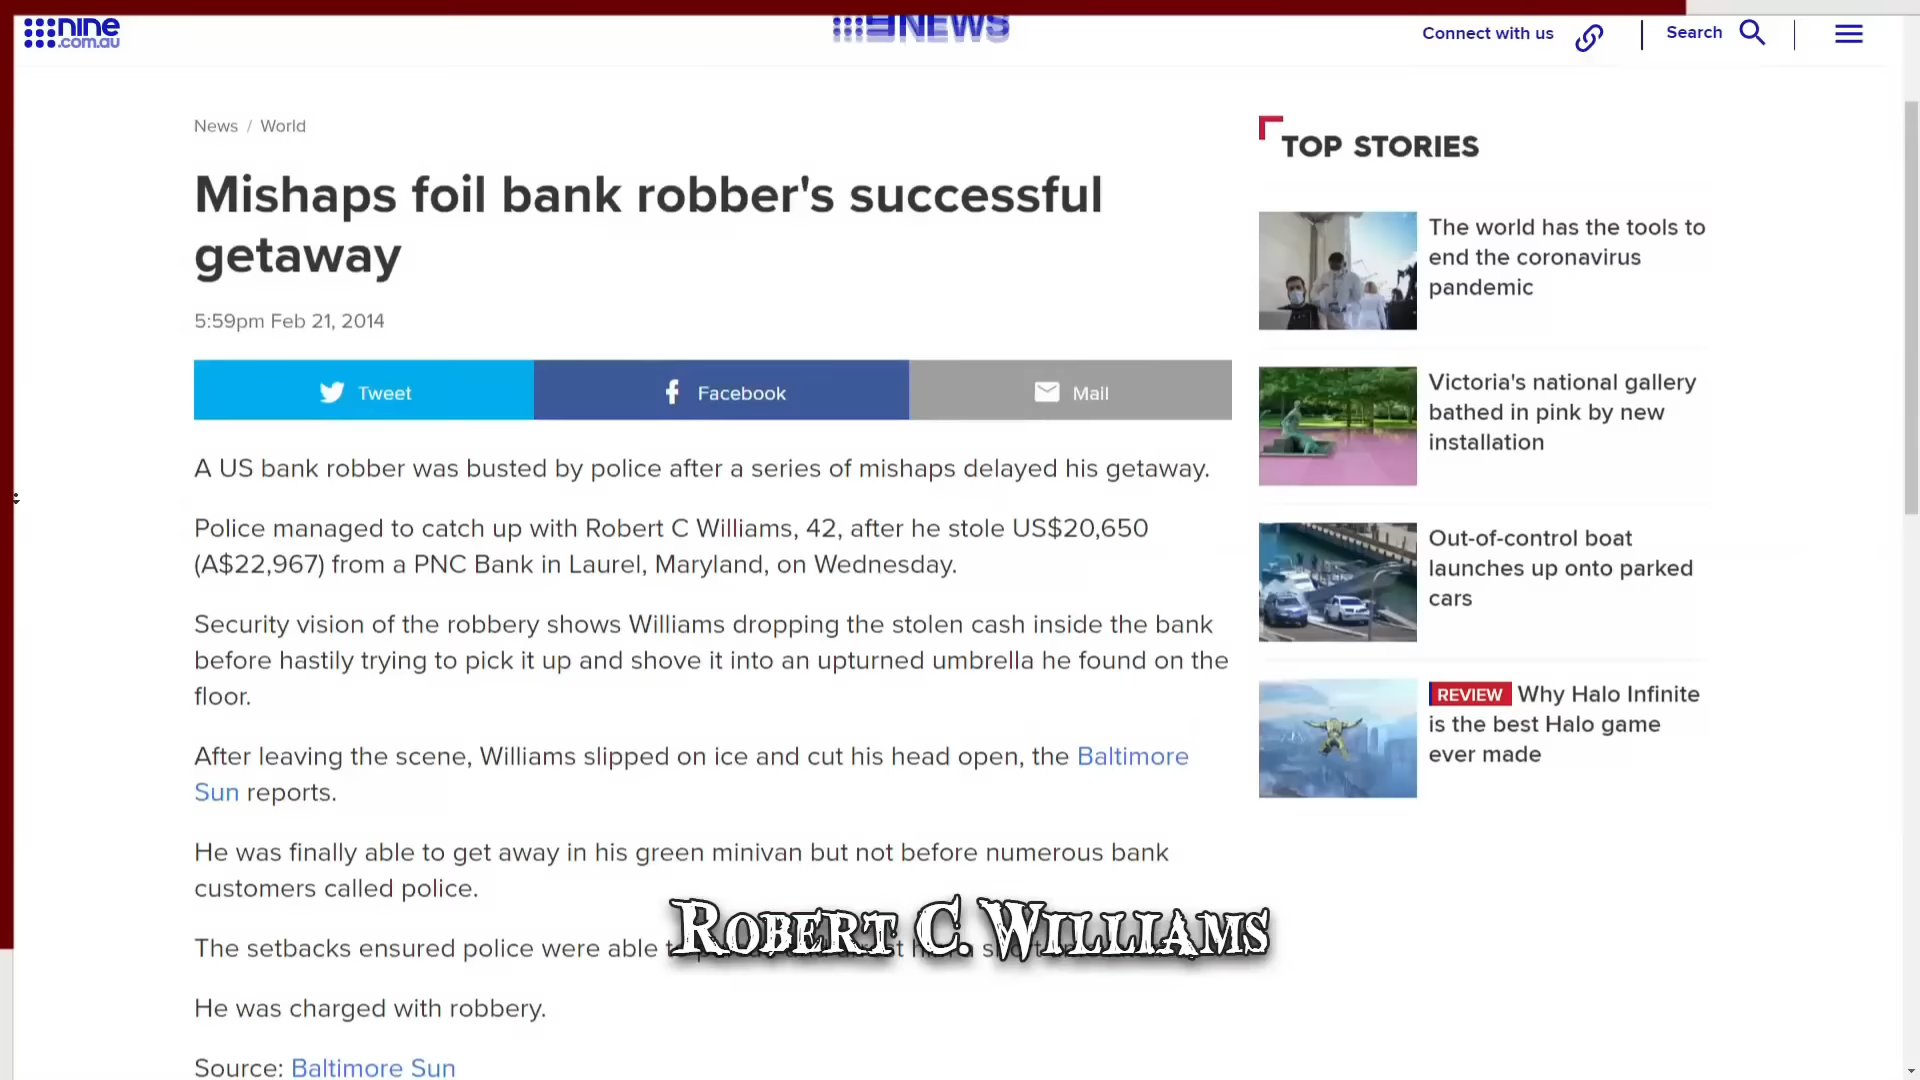 nine
.com.au
9NEWS
Connect with us
Search
News / World
Mishaps foil bank robber's successful
getaway
5:59pm Feb 21, 2014
Tweet
Facebook
Mail
A US bank robber was busted by police after a series of mishaps delayed his getaway.
Police managed to catch up with Robert C Williams, 42, after he stole US$20,650
(A$22,967) from a PNC Bank in Laurel, Maryland, on Wednesday.
Security vision of the robbery shows Williams dropping the stolen cash inside the bank
before hastily trying to pick it up and shove it into an upturned umbrella he found on the
floor.
After leaving the scene, Williams slipped on ice and cut his head open, the Baltimore
Sun reports.
He was finally able to get away in his green minivan but not before numerous bank
customers called police.
The setbacks ensured police were able
He was charged with robbery.
Source: Baltimore Sun
TOP STORIES
The world has the tools to
end the coronavirus
pandemic
Victoria's national gallery
bathed in pink by new
installation
Out-of-control boat
launches up onto parked
cars
REVIEW Why Halo Infinite
is the best Halo game
ever made
ROBERT C. WILLIAMS